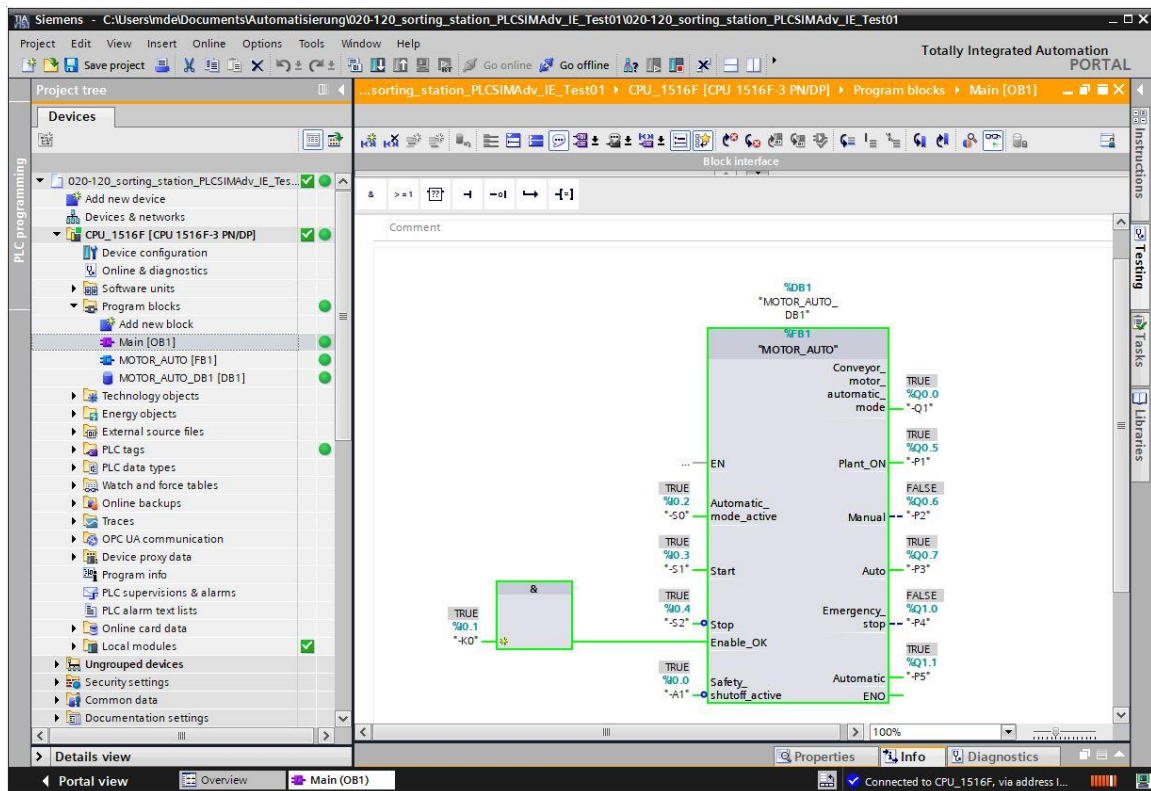 Siemens - C:\Users\mde\Documents\Automatisierung\020-120_sorting_station_PLCSIMAdv_IE_Test01\020-120_sorting_station_PLCSIMAdv_IE_Test01
Project Edit View Insert Online Options Tools Window Help
Totally Integrated Automation
PORTAL
Save project
Go online
Go offline
Project tree
...sorting_station_PLCSIMAdv_IE_Test01 CPU_1516F [CPU 1516F-3 PN/DP] Program blocks Main [OB1]
Devices
PLC programming
020-120_sorting_station_PLCSIMAdv_IE_Tes...
Add new device
Devices & networks
CPU_1516F [CPU 1516F-3 PN/DP]
Device configuration
Online & diagnostics
Software units
Program blocks
Add new block
Main [OB1]
MOTOR_AUTO [FB1]
MOTOR_AUTO_DB1 [DB1]
Technology objects
Energy objects
External source files
PLC tags
PLC data types
Watch and force tables
Online backups
Traces
OPC UA communication
Device proxy data
Program info
PLC supervisions & alarms
PLC alarm text lists
Online card data
Local modules
Ungrouped devices
Security settings
Common data
Documentation settings
Details view
Block interface
& >=1 ?? -| -o| -[=]
Comment
%DB1
"MOTOR_AUTO_
DB1"
%FB1
"MOTOR_AUTO"
Conveyor_
motor_
automatic_
mode
TRUE
%Q0.0
"-Q1"
... EN
Plant_ON
TRUE
%Q0.5
"-P1"
TRUE
%I0.2
"-S0"
Automatic_
mode_active
Manual
FALSE
%Q0.6
"-P2"
TRUE
%I0.3
"-S1"
Start
Auto
TRUE
%Q0.7
"-P3"
TRUE
%I0.4
"-S2"
Stop
Emergency_
stop
FALSE
%Q1.0
"-P4"
&
TRUE
%I0.1
"-K0"
Enable_OK
TRUE
%I0.0
"-A1"
Safety_
shutoff_active
Automatic
TRUE
%Q1.1
"-P5"
ENO
100%
Instructions
Testing
Tasks
Libraries
Properties Info Diagnostics
Portal view Overview Main (OB1) Connected to CPU_1516F, via address I...